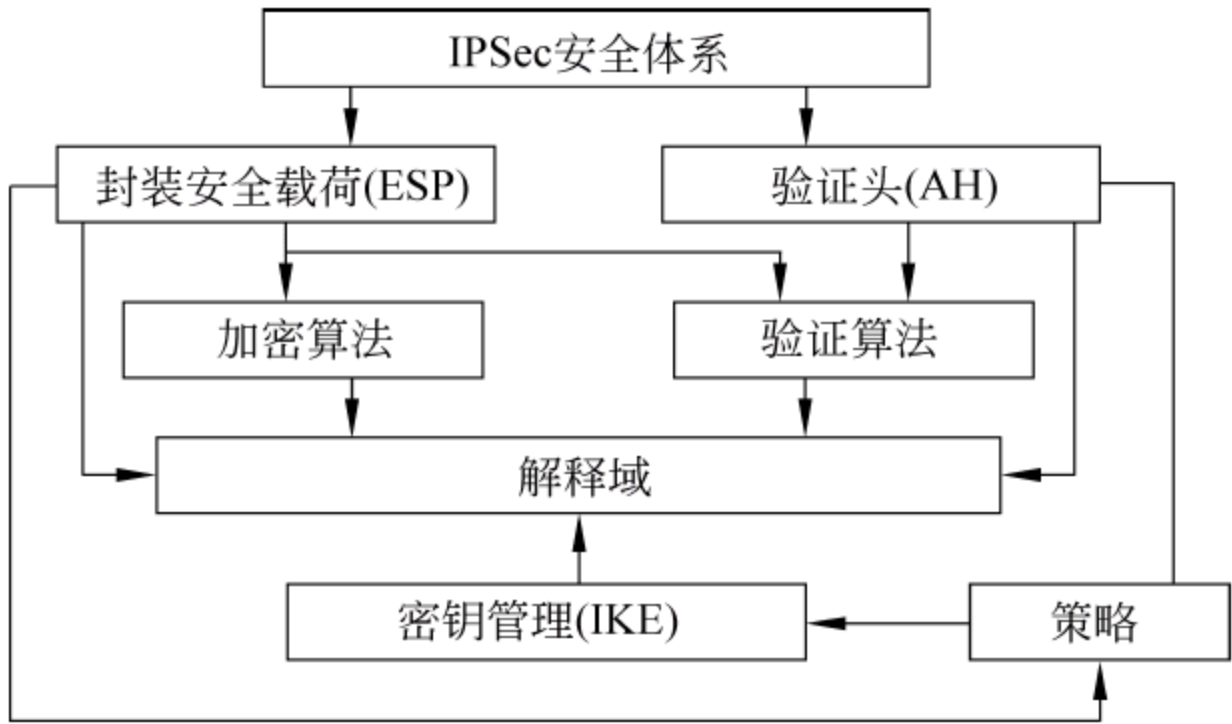 IPSec安全体系
封装安全载荷(ESP)
验证头(AH)
加密算法
验证算法
解释域
密钥管理(IKE)
策略